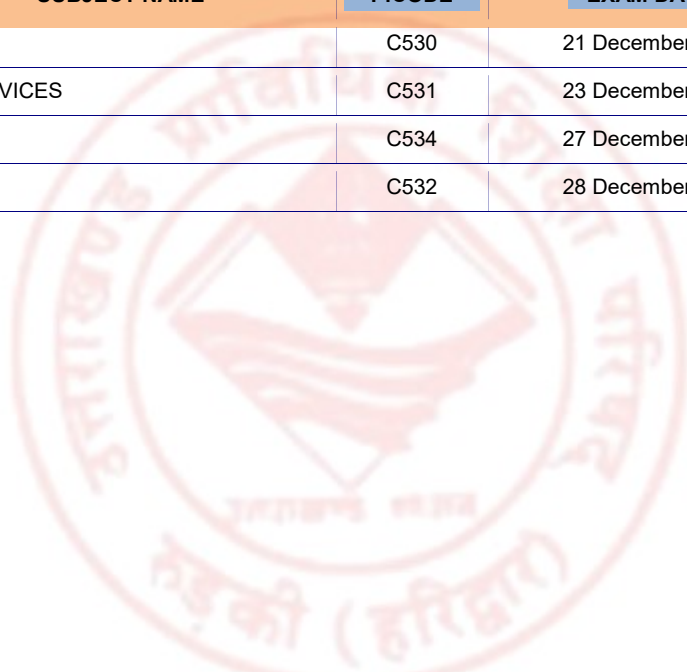 SUBJECT NAME EXAM DA
C530 21 December
VICES C531 23 December
C534 27 December
C532 28 December
उत्तराखण्ड प्राविधिक शिक्षा परिषद्
रुड़की (हरिद्वार)